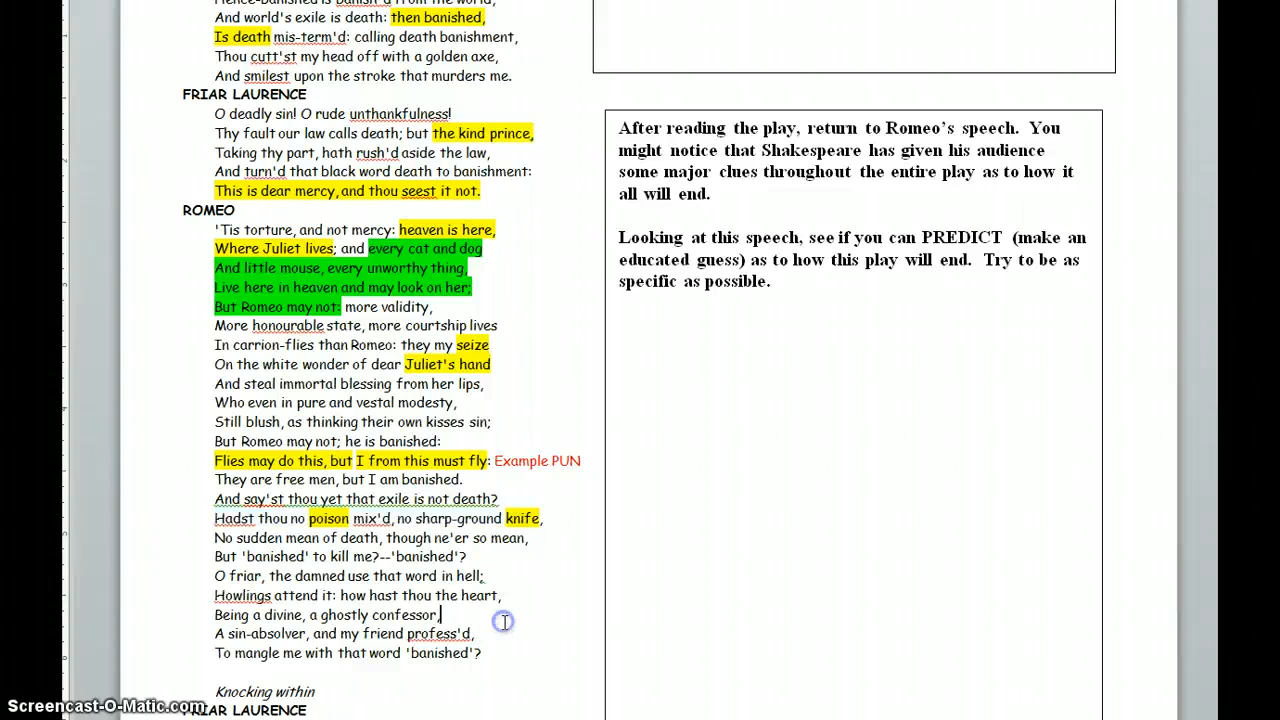 And world's exile is death: then banished,
Is death mis-term'd: calling death banishment,
Thou cutt'st my head off with a golden axe,
And smilest upon the stroke that murders me.
FRIAR LAURENCE
O deadly sin! O rude unthankfulness!
Thy fault our law calls death; but the kind prince,
Taking thy part, hath rush'd aside the law,
And turn'd that black word death to banishment:
This is dear mercy, and thou seest it not.
ROMEO
'Tis torture, and not mercy: heaven is here,
Where Juliet lives; and every cat and dog
And little mouse, every unworthy thing,
Live here in heaven and may look on her;
But Romeo may not: more validity,
More honourable state, more courtship lives
In carrion-flies than Romeo: they my seize
On the white wonder of dear Juliet's hand
And steal immortal blessing from her lips,
Who even in pure and vestal modesty,
Still blush, as thinking their own kisses sin;
But Romeo may not; he is banished:
Flies may do this, but I from this must fly: Example PUN
They are free men, but I am banished.
And say'st thou yet that exile is not death?
Hadst thou no poison mix'd, no sharp-ground knife,
No sudden mean of death, though ne'er so mean,
But 'banished' to kill me?--'banished'?
O friar, the damned use that word in hell;
Howlings attend it: how hast thou the heart,
Being a divine, a ghostly confessor,
A sin-absolver, and my friend profess'd,
To mangle me with that word 'banished'?
Knocking within
FRIAR LAURENCE
After reading the play, return to Romeo's speech. You
might notice that Shakespeare has given his audience
some major clues throughout the entire play as to how it
all will end.
Looking at this speech, see if you can PREDICT (make an
educated guess) as to how this play will end. Try to be as
specific as possible.
Screencast-O-Matic.com